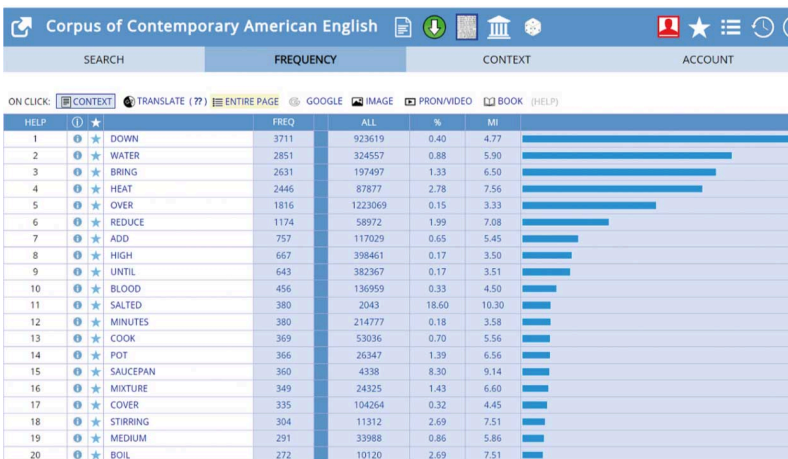 Corpus of Contemporary American English
SEARCH FREQUENCY CONTEXT ACCOUNT
ON CLICK: CONTEXT TRANSLATE (??) ENTIRE PAGE GOOGLE IMAGE PRON/VIDEO BOOK (HELP)
HELP FREQ ALL % MI
1 DOWN 3711 923619 0.40 4.77
2 WATER 2851 324557 0.88 5.90
3 BRING 2631 197497 1.33 6.50
4 HEAT 2446 87877 2.78 7.56
5 OVER 1816 1223069 0.15 3.33
6 REDUCE 1174 58972 1.99 7.08
7 ADD 757 117029 0.65 5.45
8 HIGH 667 398461 0.17 3.50
9 UNTIL 643 382367 0.17 3.51
10 BLOOD 456 136959 0.33 4.50
11 SALTED 380 2043 18.60 10.30
12 MINUTES 380 214777 0.18 3.58
13 COOK 369 53036 0.70 5.56
14 POT 366 26347 1.39 6.56
15 SAUCEPAN 360 4338 8.30 9.14
16 MIXTURE 349 24325 1.43 6.60
17 COVER 335 104264 0.32 4.45
18 STIRRING 304 11312 2.69 7.51
19 MEDIUM 291 33988 0.86 5.86
20 BOIL 272 10120 2.69 7.51